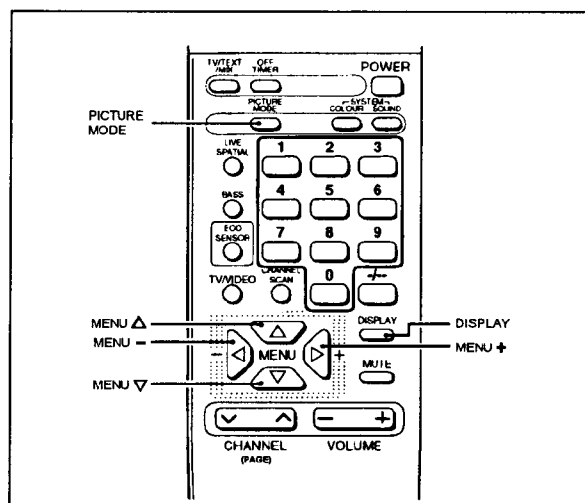 TV/TEXT /MIX
OFF TIMER
POWER
PICTURE MODE
PICTURE MODE
SYSTEM
COLOUR SOUND
LIVE SPATIAL
1 2 3
BASS
4 5 6
ECO SENSOR
7 8 9
TV/VIDEO
CHANNEL SCAN
0
-/--
MENU △
DISPLAY
DISPLAY
MENU −
− ◁ △ MENU ▽ ▷ +
MENU +
MENU ▽
MUTE
− +
CHANNEL
(PAGE)
VOLUME